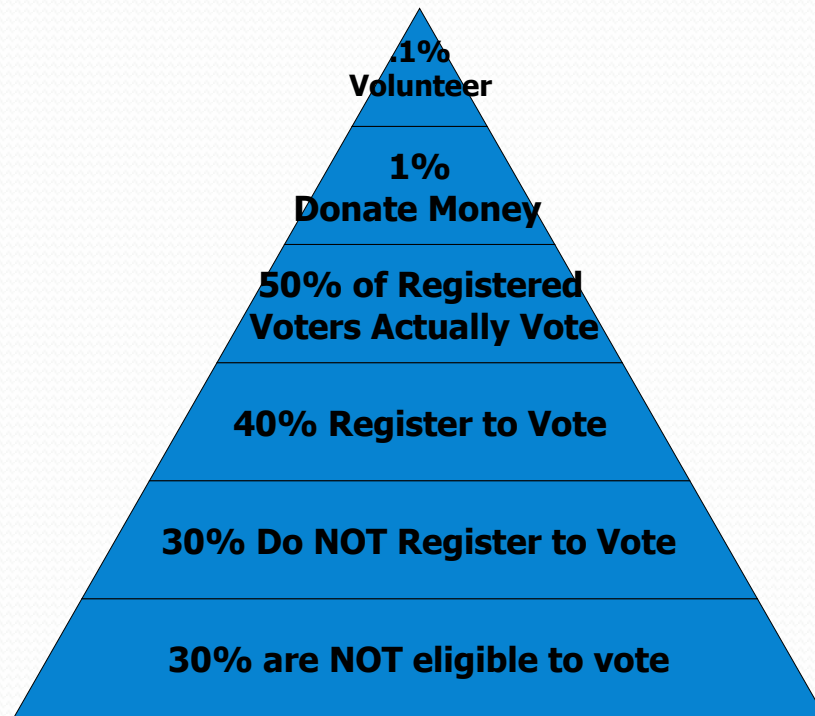 .1%
Volunteer
1%
Donate Money
50% of Registered
Voters Actually Vote
40% Register to Vote
30% Do NOT Register to Vote
30% are NOT eligible to vote